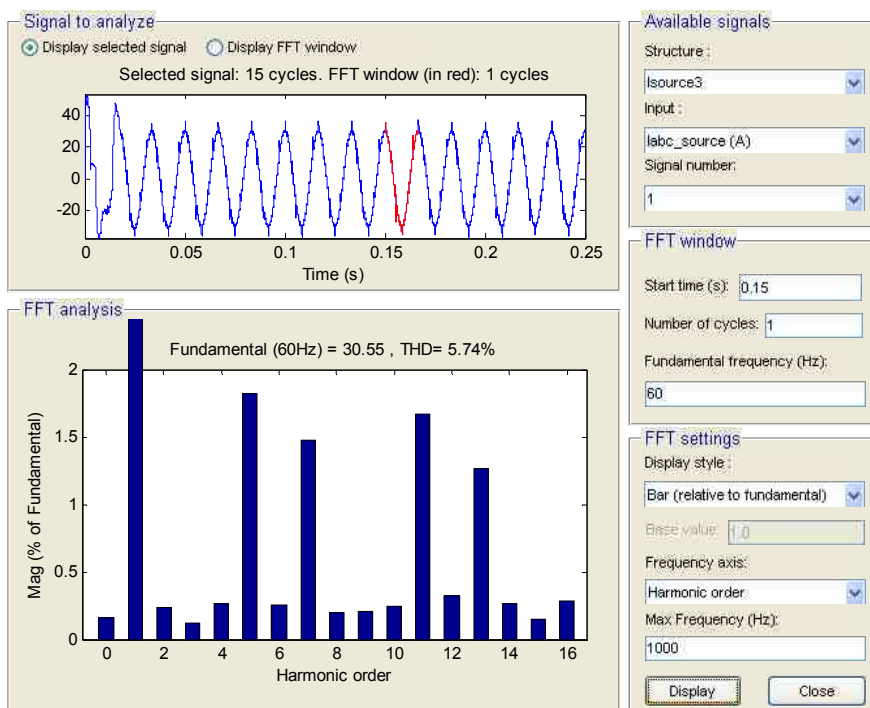 Signal to analyze
Display selected signal Display FFT window
Selected signal: 15 cycles. FFT window (in red): 1 cycles
40
20
0
-20
0 0.05 0.1 0.15 0.2 0.25
Time (s)
FFT analysis
Fundamental (60Hz) = 30.55 , THD= 5.74%
2
1.5
1
0.5
0
Mag (% of Fundamental)
0 2 4 6 8 10 12 14 16
Harmonic order
Available signals
Structure :
Isource3
Input :
Iabc_source (A)
Signal number:
1
FFT window
Start time (s): 0.15
Number of cycles: 1
Fundamental frequency (Hz):
60
FFT settings
Display style :
Bar (relative to fundamental)
Base value 1.0
Frequency axis:
Harmonic order
Max Frequency (Hz):
1000
Display Close